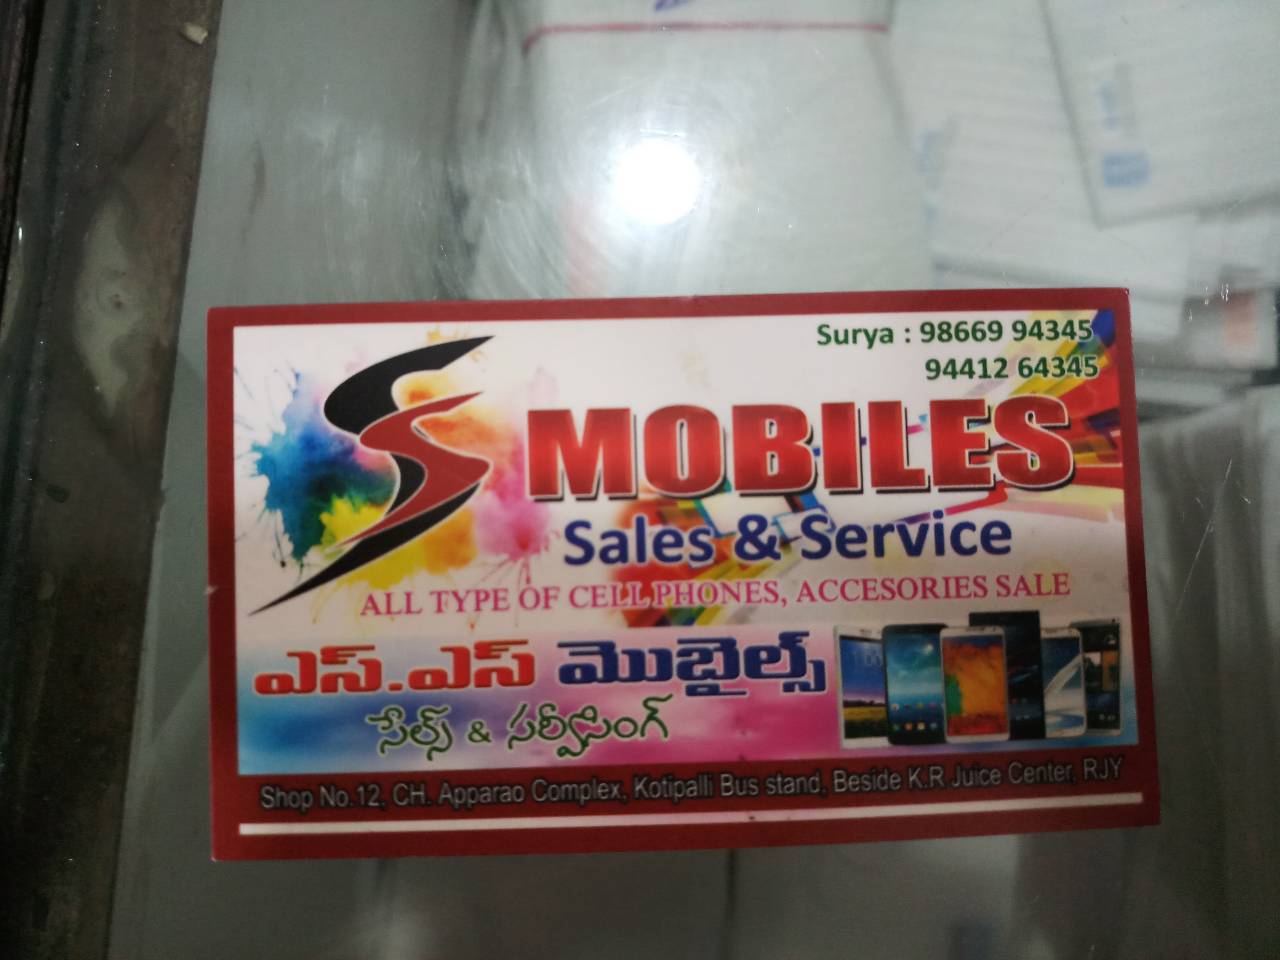 Surya : 98669 94345
94412 64345
SS MOBILES
Sales & Service
ALL TYPE OF CELL PHONES, ACCESORIES SALE
ఎస్.ఎస్ మొబైల్స్
సేల్స్ & సర్వీసింగ్
Shop No.12, CH. Apparao Complex, Kotipalli Bus stand, Beside K.R Juice Center, RJY